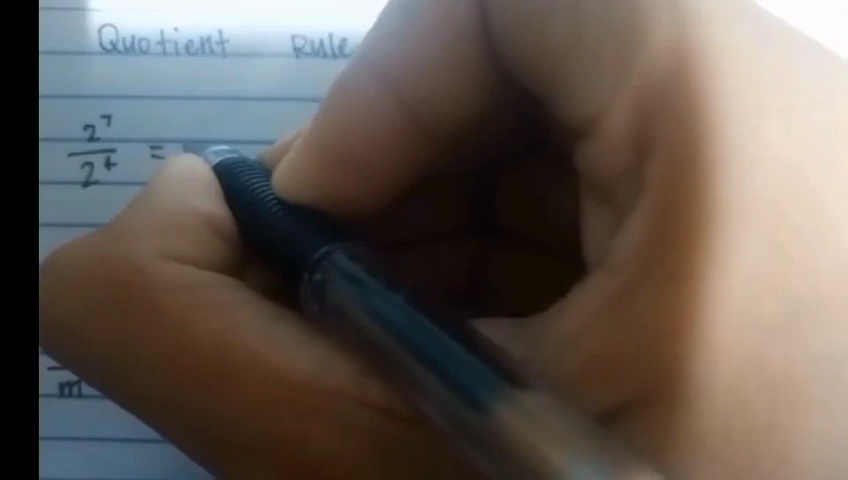 Quotient Rule
2⁷
2⁴ =
m